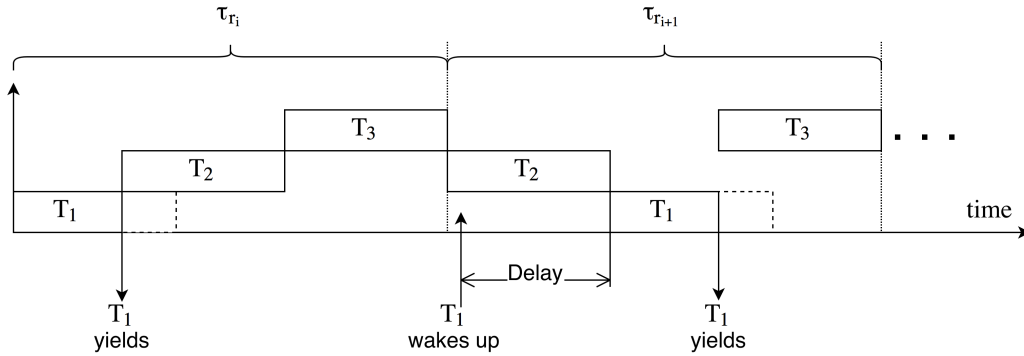 τri
τri+1
T3
T3
. . .
T2
T2
T1
T1
time
Delay
T1
yields
T1
wakes up
T1
yields